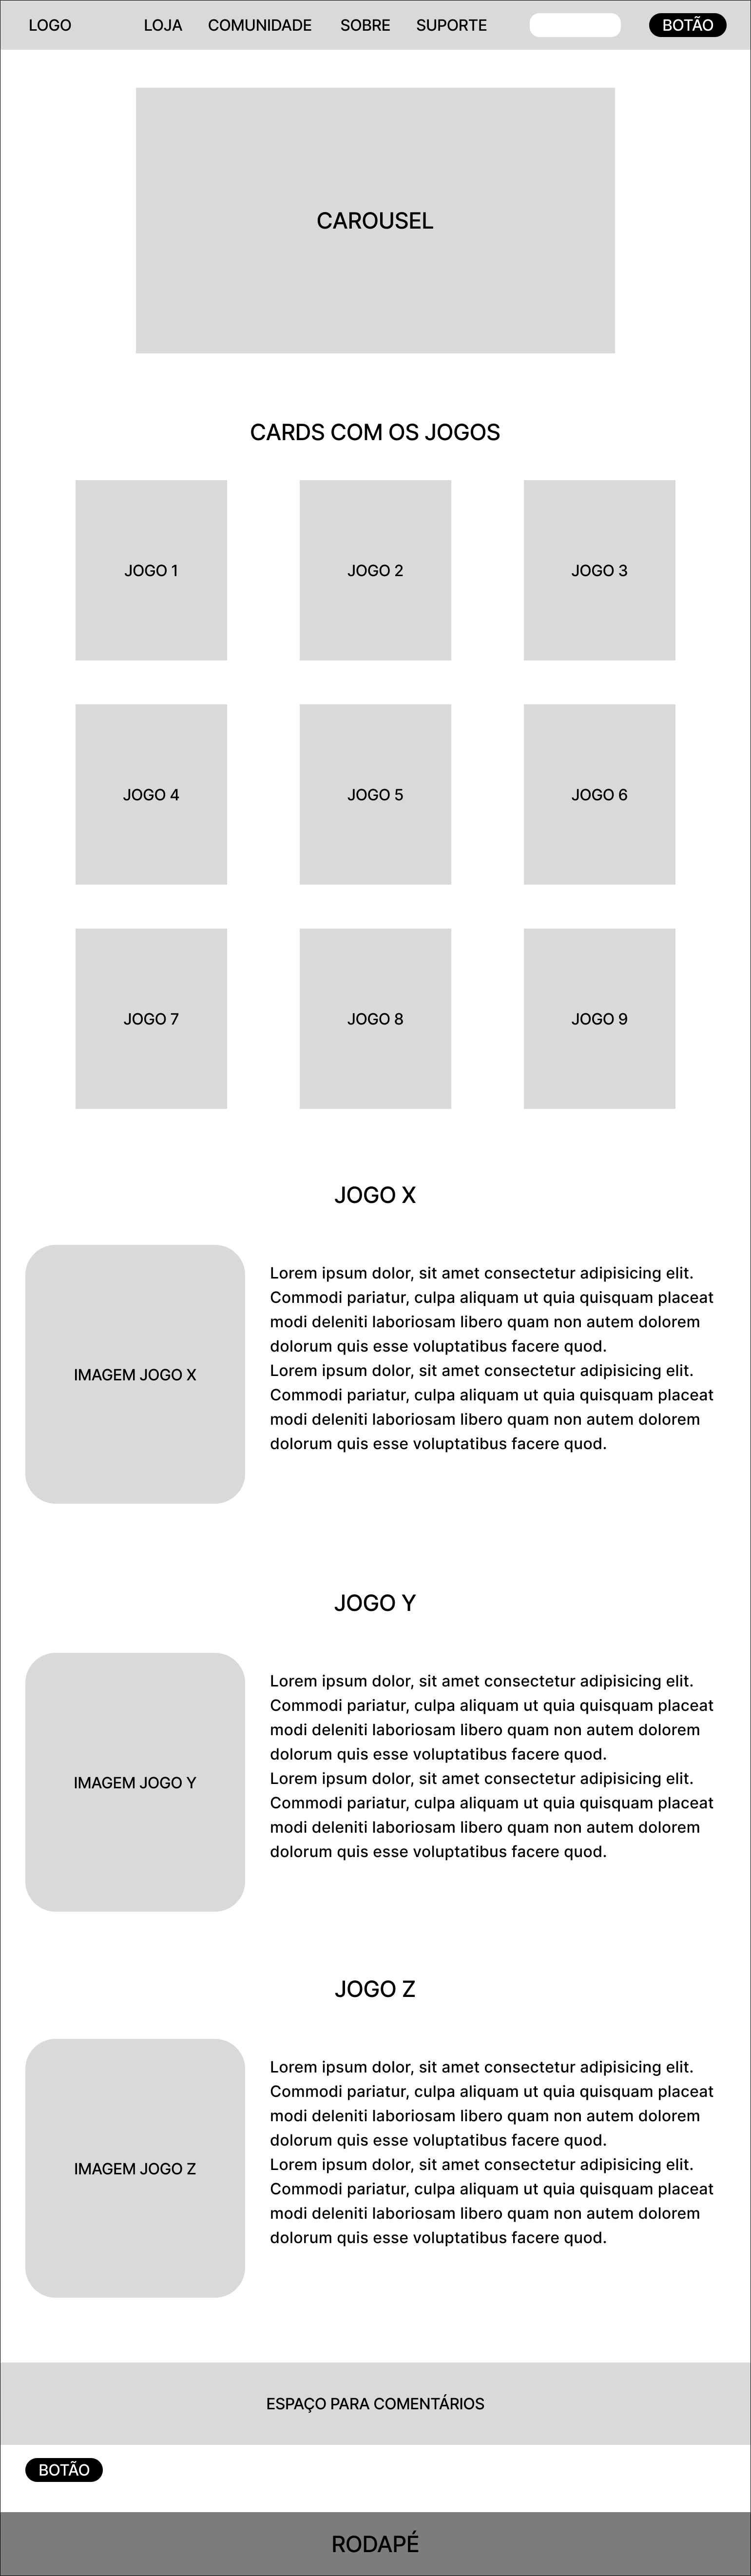 LOGO LOJA COMUNIDADE SOBRE SUPORTE BOTÃO
CAROUSEL
CARDS COM OS JOGOS
JOGO 1 JOGO 2 JOGO 3
JOGO 4 JOGO 5 JOGO 6
JOGO 7 JOGO 8 JOGO 9
JOGO X
IMAGEM JOGO X
Lorem ipsum dolor, sit amet consectetur adipisicing elit.
Commodi pariatur, culpa aliquam ut quia quisquam placeat
modi deleniti laboriosam libero quam non autem dolorem
dolorum quis esse voluptatibus facere quod.
Lorem ipsum dolor, sit amet consectetur adipisicing elit.
Commodi pariatur, culpa aliquam ut quia quisquam placeat
modi deleniti laboriosam libero quam non autem dolorem
dolorum quis esse voluptatibus facere quod.
JOGO Y
IMAGEM JOGO Y
Lorem ipsum dolor, sit amet consectetur adipisicing elit.
Commodi pariatur, culpa aliquam ut quia quisquam placeat
modi deleniti laboriosam libero quam non autem dolorem
dolorum quis esse voluptatibus facere quod.
Lorem ipsum dolor, sit amet consectetur adipisicing elit.
Commodi pariatur, culpa aliquam ut quia quisquam placeat
modi deleniti laboriosam libero quam non autem dolorem
dolorum quis esse voluptatibus facere quod.
JOGO Z
IMAGEM JOGO Z
Lorem ipsum dolor, sit amet consectetur adipisicing elit.
Commodi pariatur, culpa aliquam ut quia quisquam placeat
modi deleniti laboriosam libero quam non autem dolorem
dolorum quis esse voluptatibus facere quod.
Lorem ipsum dolor, sit amet consectetur adipisicing elit.
Commodi pariatur, culpa aliquam ut quia quisquam placeat
modi deleniti laboriosam libero quam non autem dolorem
dolorum quis esse voluptatibus facere quod.
ESPAÇO PARA COMENTÁRIOS
BOTÃO
RODAPÉ